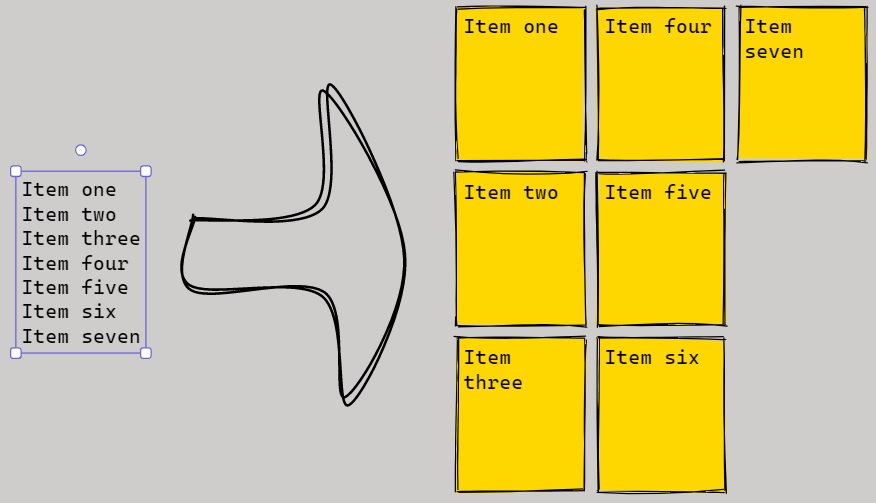 Item one
Item two
Item three
Item four
Item five
Item six
Item seven
Item one
Item two
Item
three
Item four
Item five
Item six
Item
seven